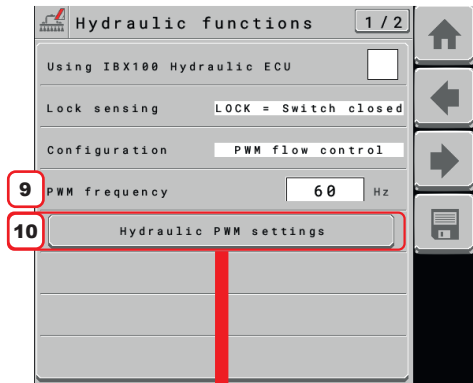 Hydraulic functions 1/2
Using IBX100 Hydraulic ECU
Lock sensing LOCK = Switch closed
Configuration PWM flow control
9 PWM frequency 60 Hz
10 Hydraulic PWM settings